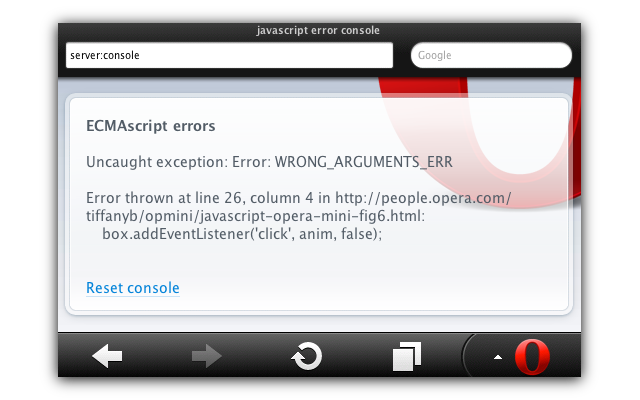 javascript error console
server:console
Google
ECMAscript errors
Uncaught exception: Error: WRONG_ARGUMENTS_ERR
Error thrown at line 26, column 4 in http://people.opera.com/
tiffanyb/opmini/javascript-opera-mini-fig6.html:
box.addEventListener('click', anim, false);
Reset console